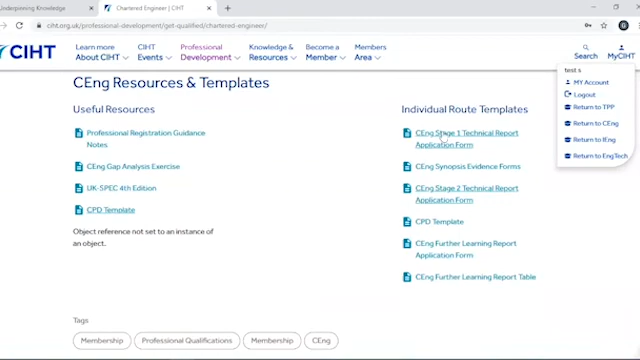 Underpinning Knowledge
Chartered Engineer | CIHT
ciht.org.uk/professional-development/get-qualified/chartered-engineer/
CIHT
Learn more
About CIHT
CIHT
Events
Professional
Development
Knowledge &
Resources
Become a
Member
Members
Area
Search
MyCIHT
test s
MY Account
Logout
Return to TPP
Return to CEng
Return to IEng
Return to EngTech
CEng Resources & Templates
Useful Resources
Professional Registration Guidance
Notes
CEng Gap Analysis Exercise
UK-SPEC 4th Edition
CPD Template
Object reference not set to an instance of
an object.
Individual Route Templates
CEng Stage 1 Technical Report
Application Form
CEng Synopsis Evidence Forms
CEng Stage 2 Technical Report
Application Form
CPD Template
CEng Further Learning Report
Application Form
CEng Further Learning Report Table
Tags
Membership
Professional Qualifications
Membership
CEng